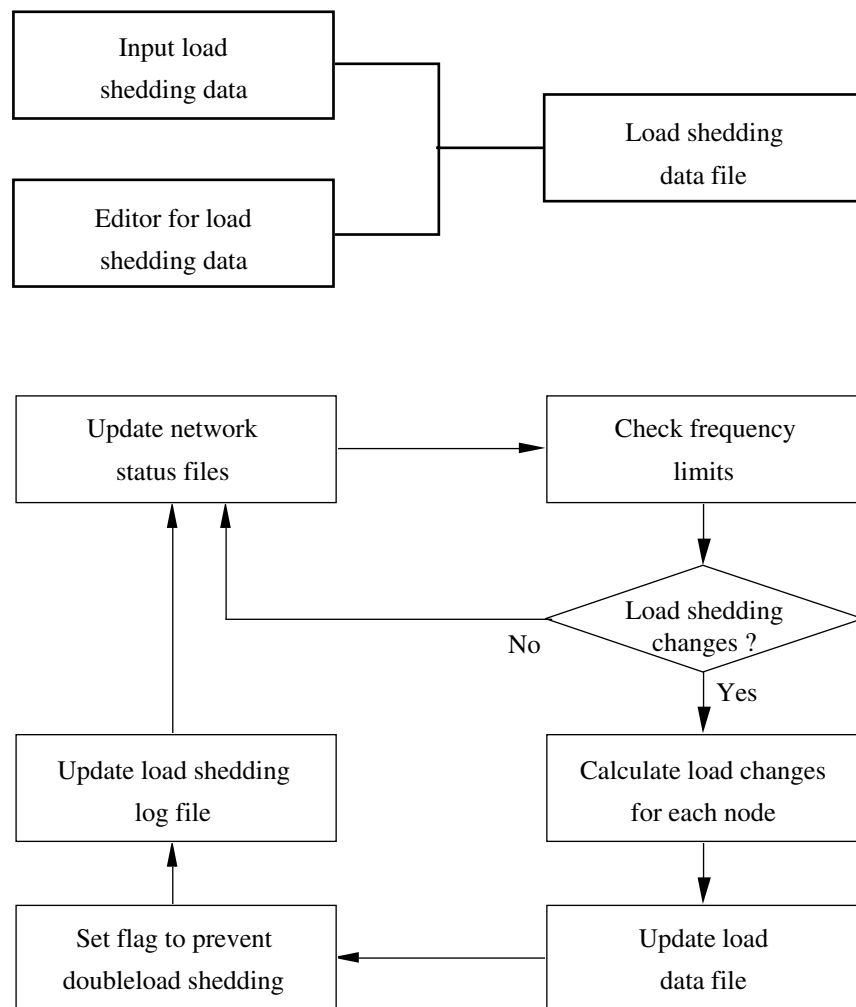 Input load
shedding data
Load shedding
data file
Editor for load
shedding data
Update network
status files
Check frequency
limits
Load shedding
changes ?
No
Yes
Update load shedding
log file
Calculate load changes
for each node
Set flag to prevent
doubleload shedding
Update load
data file